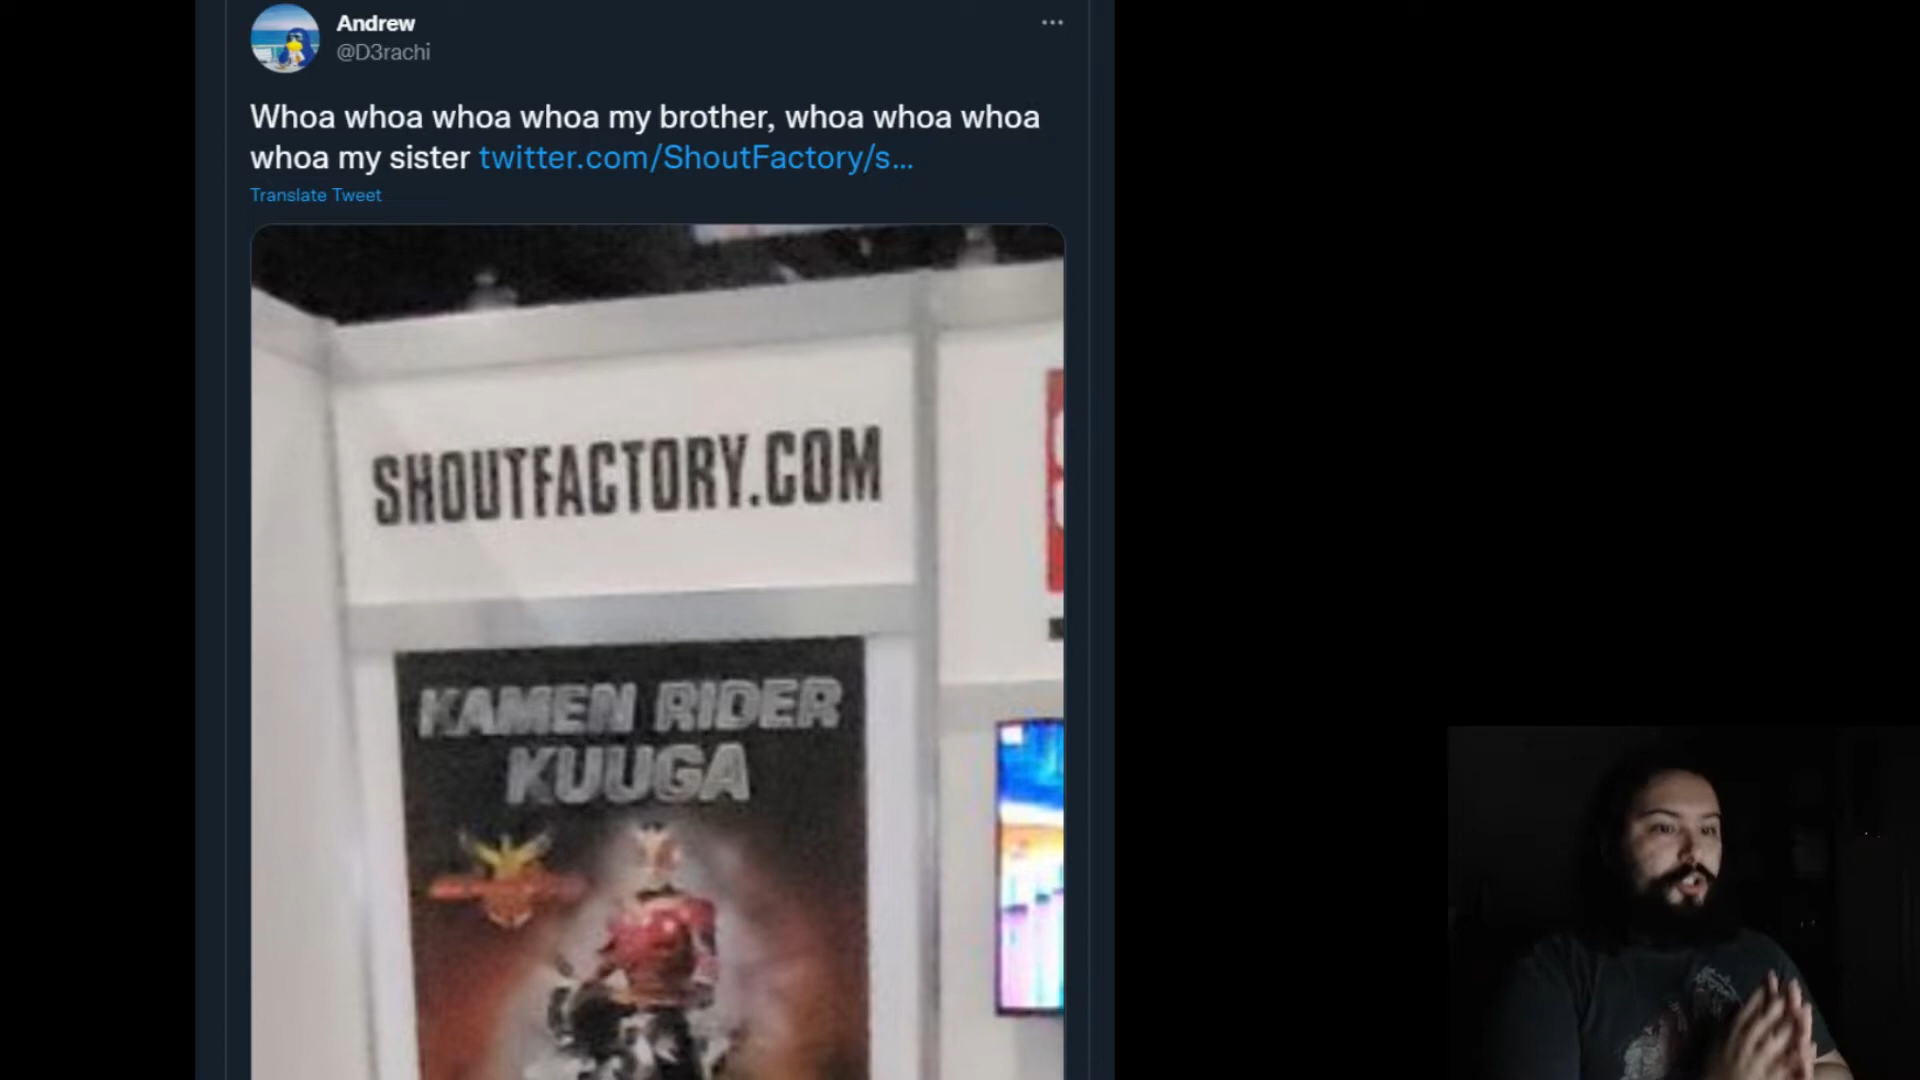 Andrew
@D3rachi
Whoa whoa whoa whoa my brother, whoa whoa whoa
whoa my sister twitter.com/ShoutFactory/s...
Translate Tweet
SHOUTFACTORY.COM
KAMEN RIDER
KUUGA